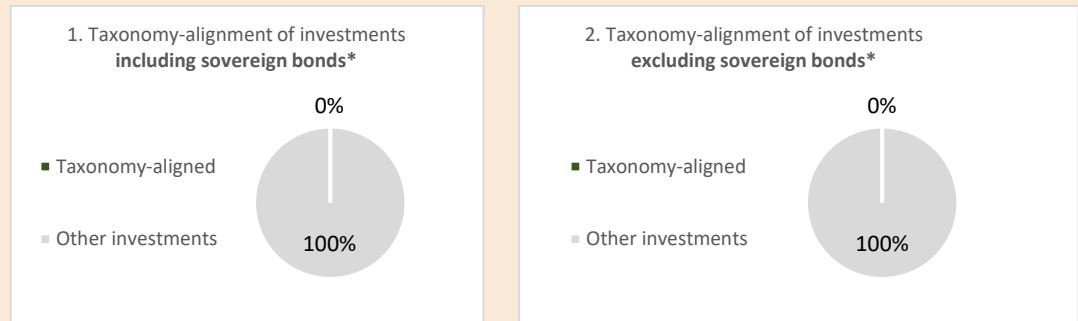 1. Taxonomy-alignment of investments
including sovereign bonds*
0%
Taxonomy-aligned
Other investments
100%
2. Taxonomy-alignment of investments
excluding sovereign bonds*
0%
Taxonomy-aligned
Other investments
100%